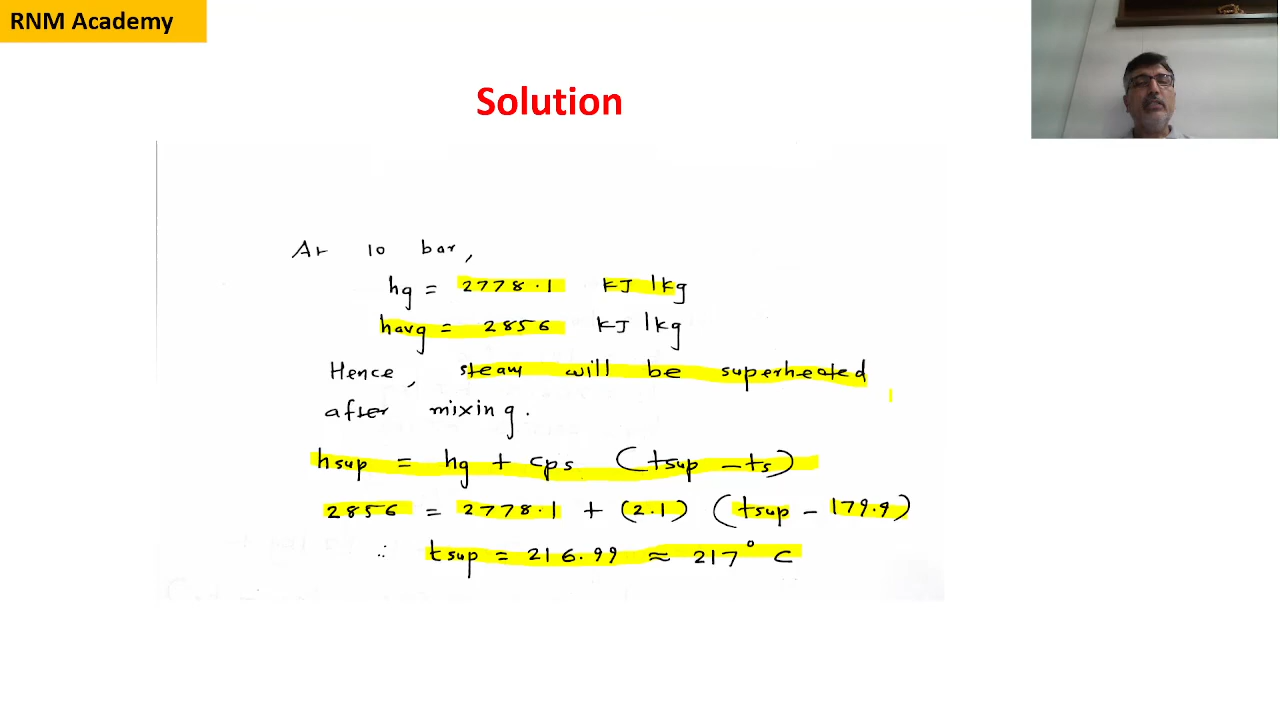 RNM Academy
Solution
At 10 bar,
hg = 2778.1 KJ/kg
havg = 2856 KJ/kg
Hence, steam will be superheated
after mixing.
hsup = hg + cps (tsup - ts)
2856 = 2778.1 + (2.1) (tsup - 179.9)
∴ tsup = 216.99 ≈ 217° C